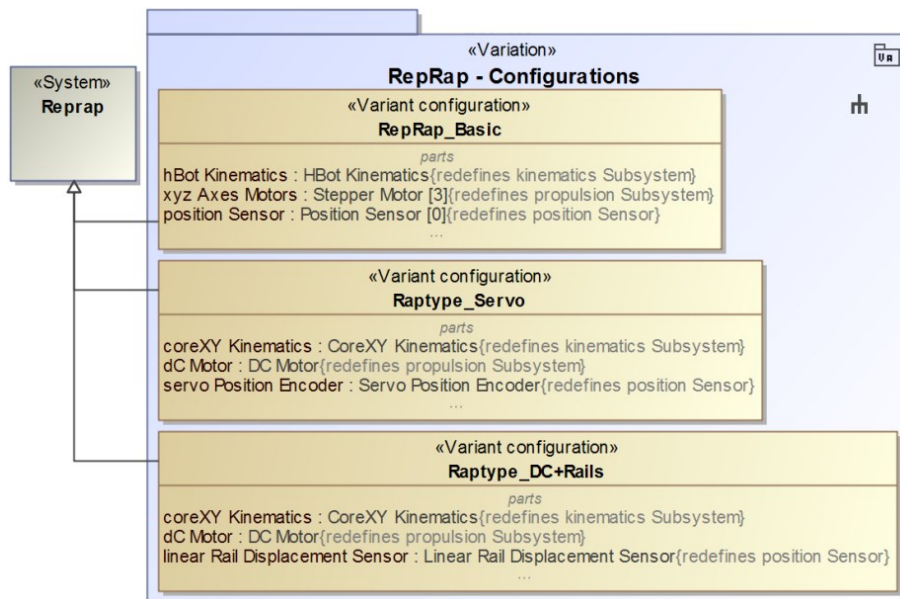 «Variation»
RepRap - Configurations
Va
«System»
Reprap
«Variant configuration»
RepRap_Basic
parts
hBot Kinematics : HBot Kinematics{redefines kinematics Subsystem}
xyz Axes Motors : Stepper Motor [3]{redefines propulsion Subsystem}
position Sensor : Position Sensor [0]{redefines position Sensor}
...
«Variant configuration»
Raptype_Servo
parts
coreXY Kinematics : CoreXY Kinematics{redefines kinematics Subsystem}
dC Motor : DC Motor{redefines propulsion Subsystem}
servo Position Encoder : Servo Position Encoder{redefines position Sensor}
...
«Variant configuration»
Raptype_DC+Rails
parts
coreXY Kinematics : CoreXY Kinematics{redefines kinematics Subsystem}
dC Motor : DC Motor{redefines propulsion Subsystem}
linear Rail Displacement Sensor : Linear Rail Displacement Sensor{redefines position Sensor}
...